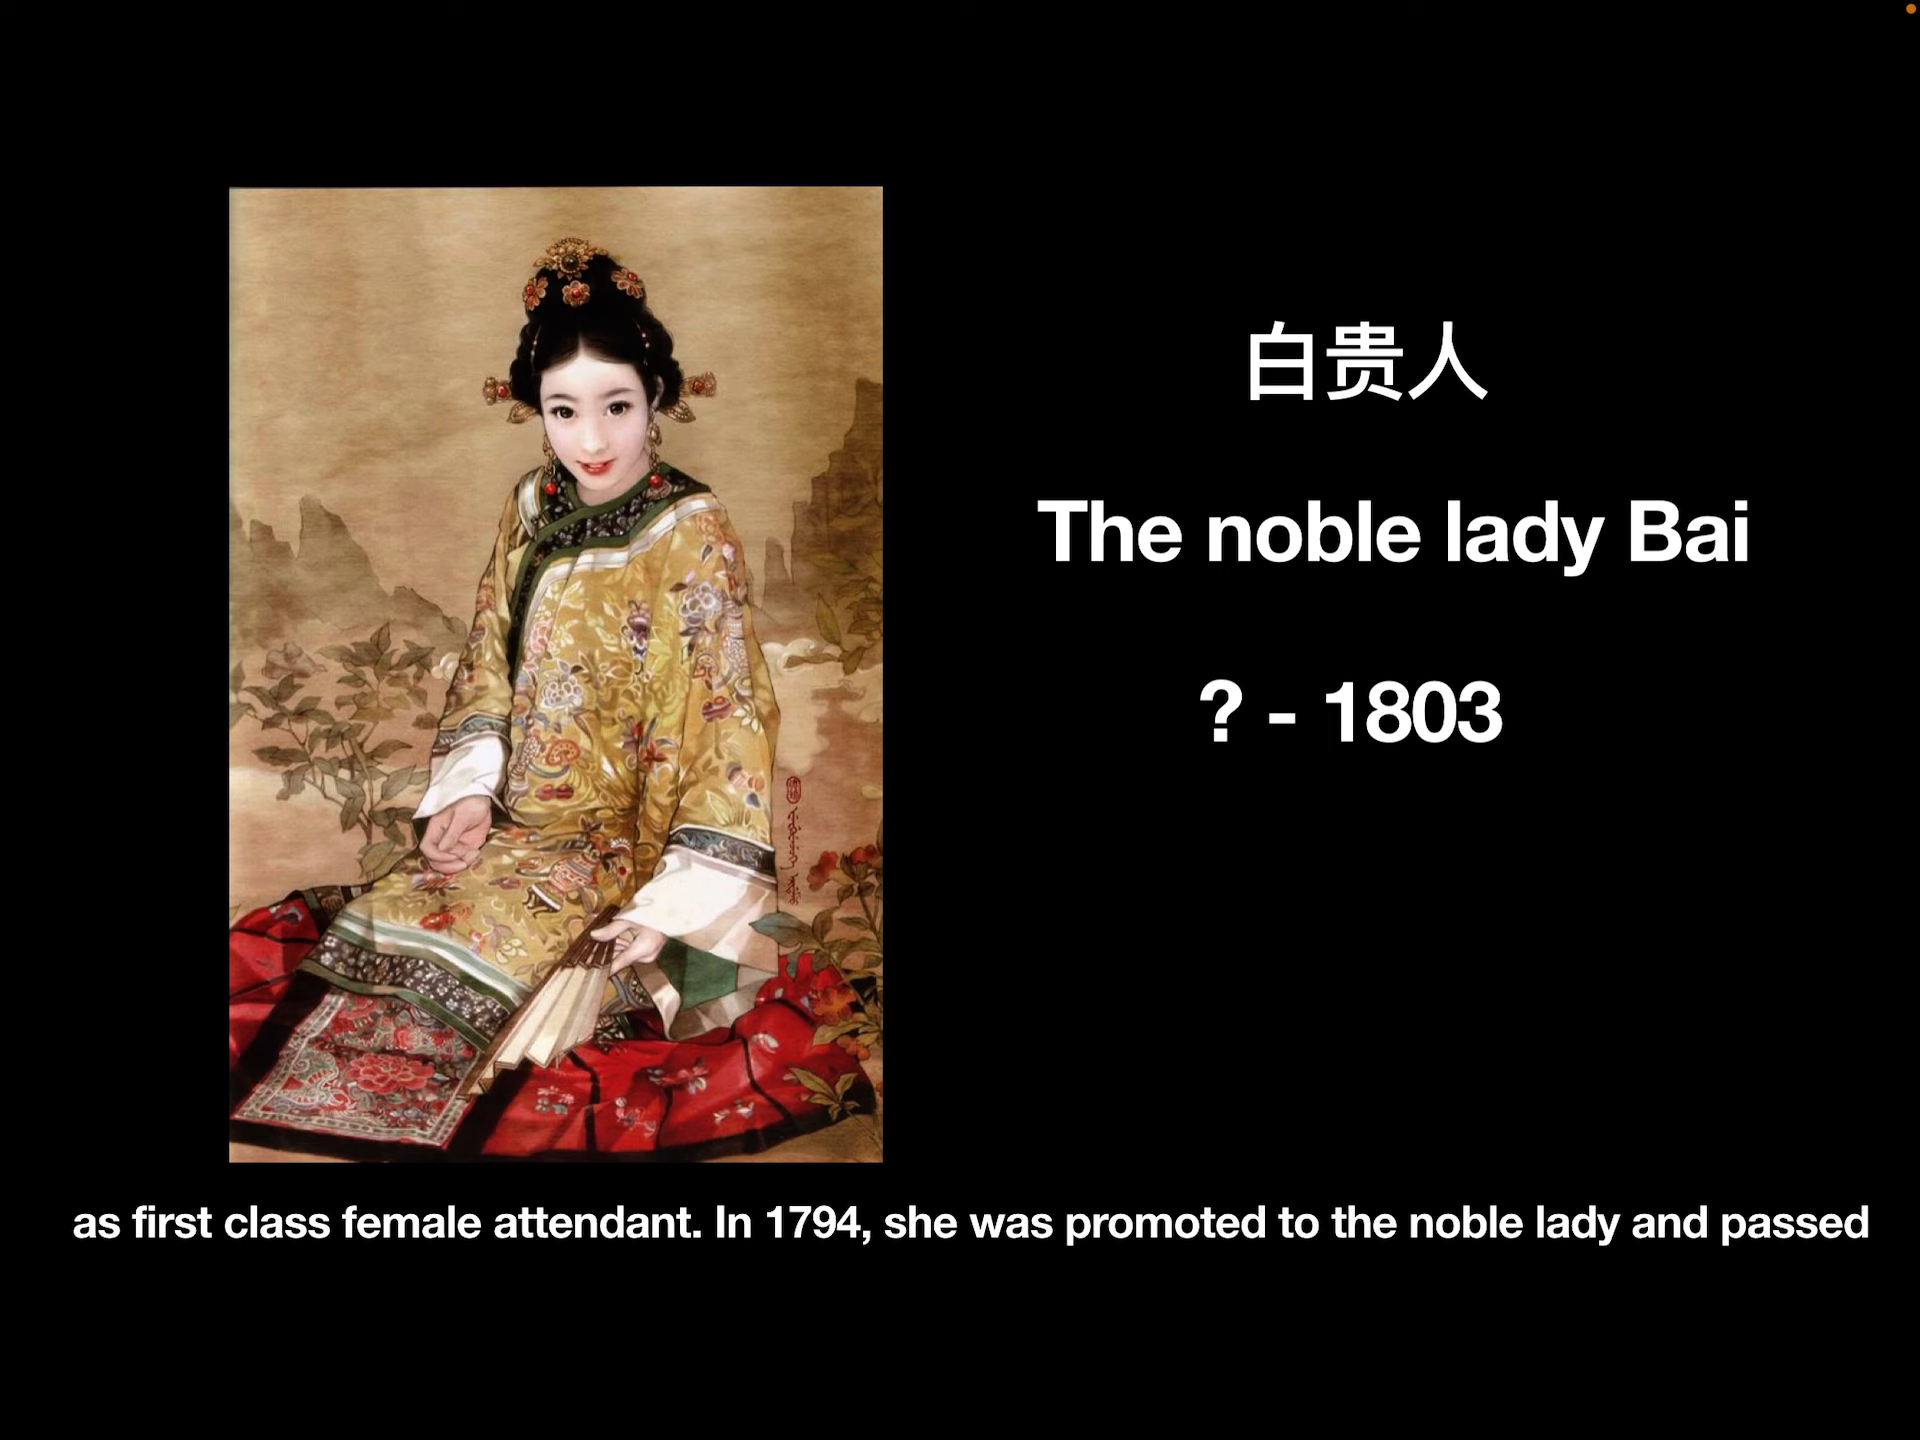 白贵人
The noble lady Bai
? - 1803
as first class female attendant. In 1794, she was promoted to the noble lady and passed